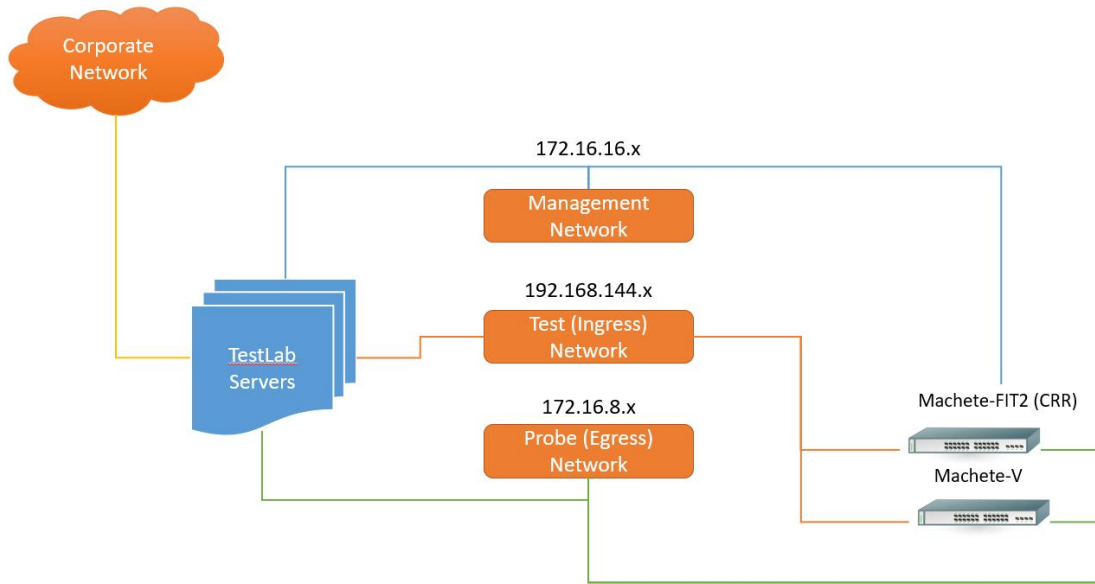 Corporate
Network
172.16.16.x
Management
Network
192.168.144.x
Test (Ingress)
Network
TestLab
Servers
172.16.8.x
Probe (Egress)
Network
Machete-FIT2 (CRR)
Machete-V